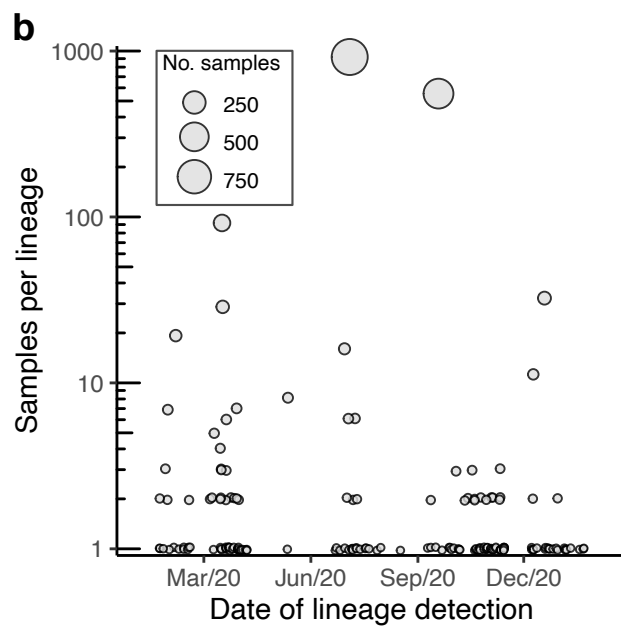 b
Samples per lineage
1000
100
10
1
No. samples
250
500
750
Mar/20 Jun/20 Sep/20 Dec/20
Date of lineage detection